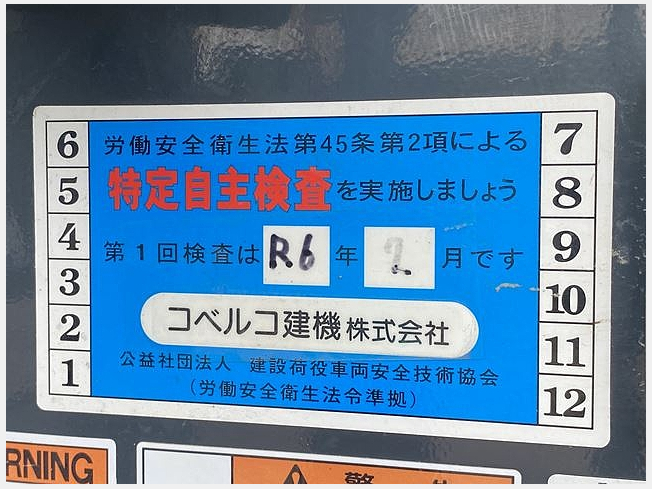 6
5
4
3
2
1
労働安全衛生法第45条第2項による
特定自主検査を実施しましょう
第1回検査は R6 年 月です
コベルコ建機株式会社
公益社団法人 建設荷役車両安全技術協会
(労働安全衛生法令準拠)
7
8
9
10
11
12
RNING